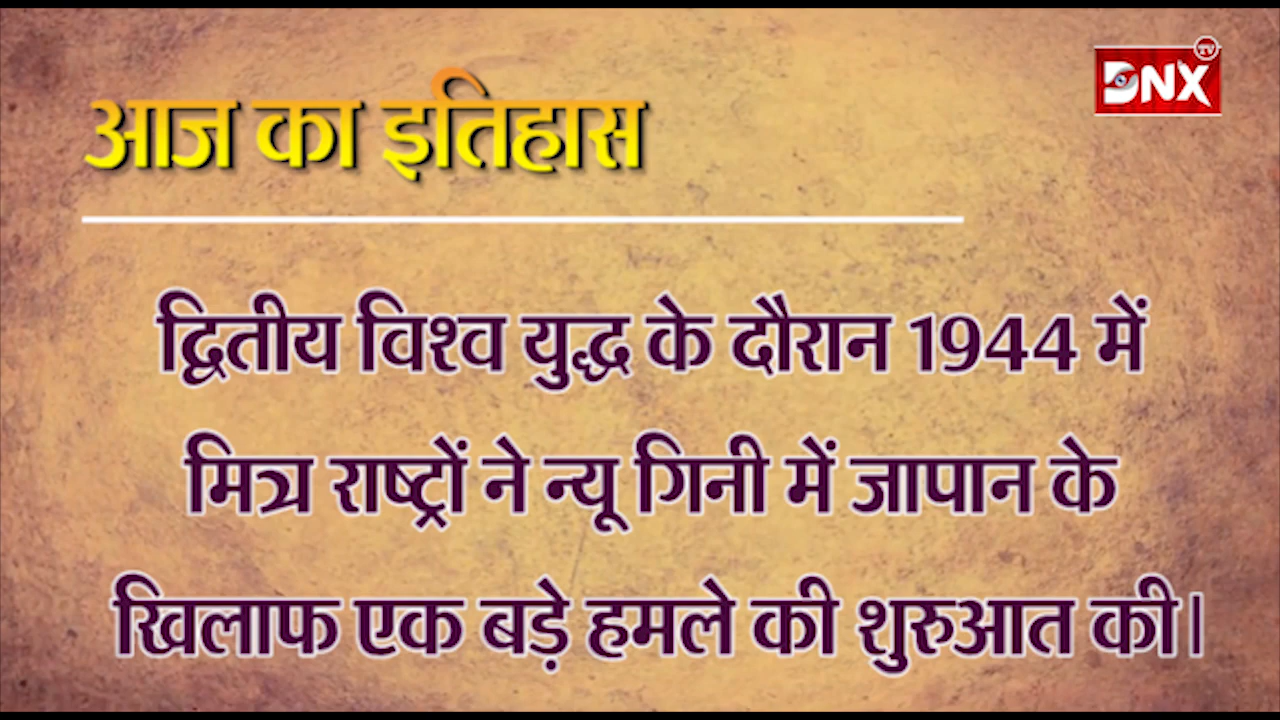 TV
DNX
आज का इतिहास
द्वितीय विश्व युद्ध के दौरान 1944 में
मित्र राष्ट्रों ने न्यू गिनी में जापान के
खिलाफ एक बड़े हमले की शुरुआत की।